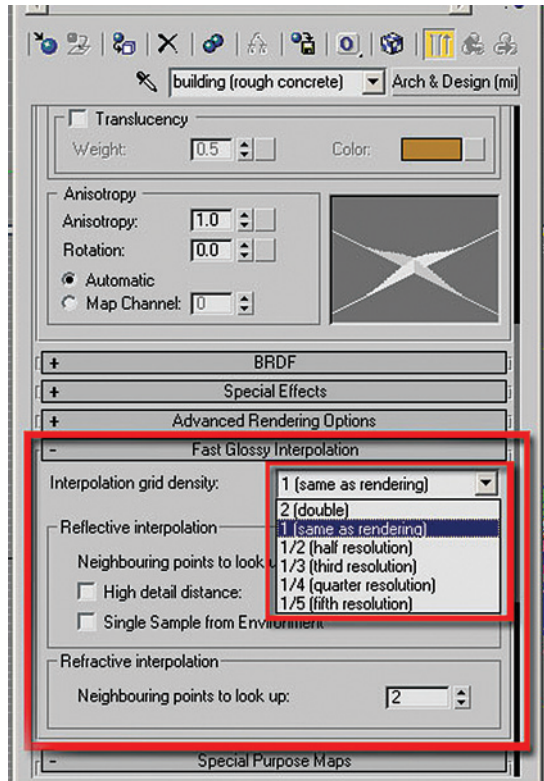 building (rough concrete) Arch & Design (mi)
Translucency
Weight: 0.5 Color:
Anisotropy
Anisotropy: 1.0
Rotation: 0.0
Automatic
Map Channel: 0
+ BRDF
+ Special Effects
+ Advanced Rendering Options
- Fast Glossy Interpolation
Interpolation grid density: 1 (same as rendering)
2 (double)
1 (same as rendering)
1/2 (half resolution)
1/3 (third resolution)
1/4 (quarter resolution)
1/5 (fifth resolution)
Reflective interpolation
Neighbouring points to look u
High detail distance:
Single Sample from Environment
Refractive interpolation
Neighbouring points to look up: 2
- Special Purpose Maps